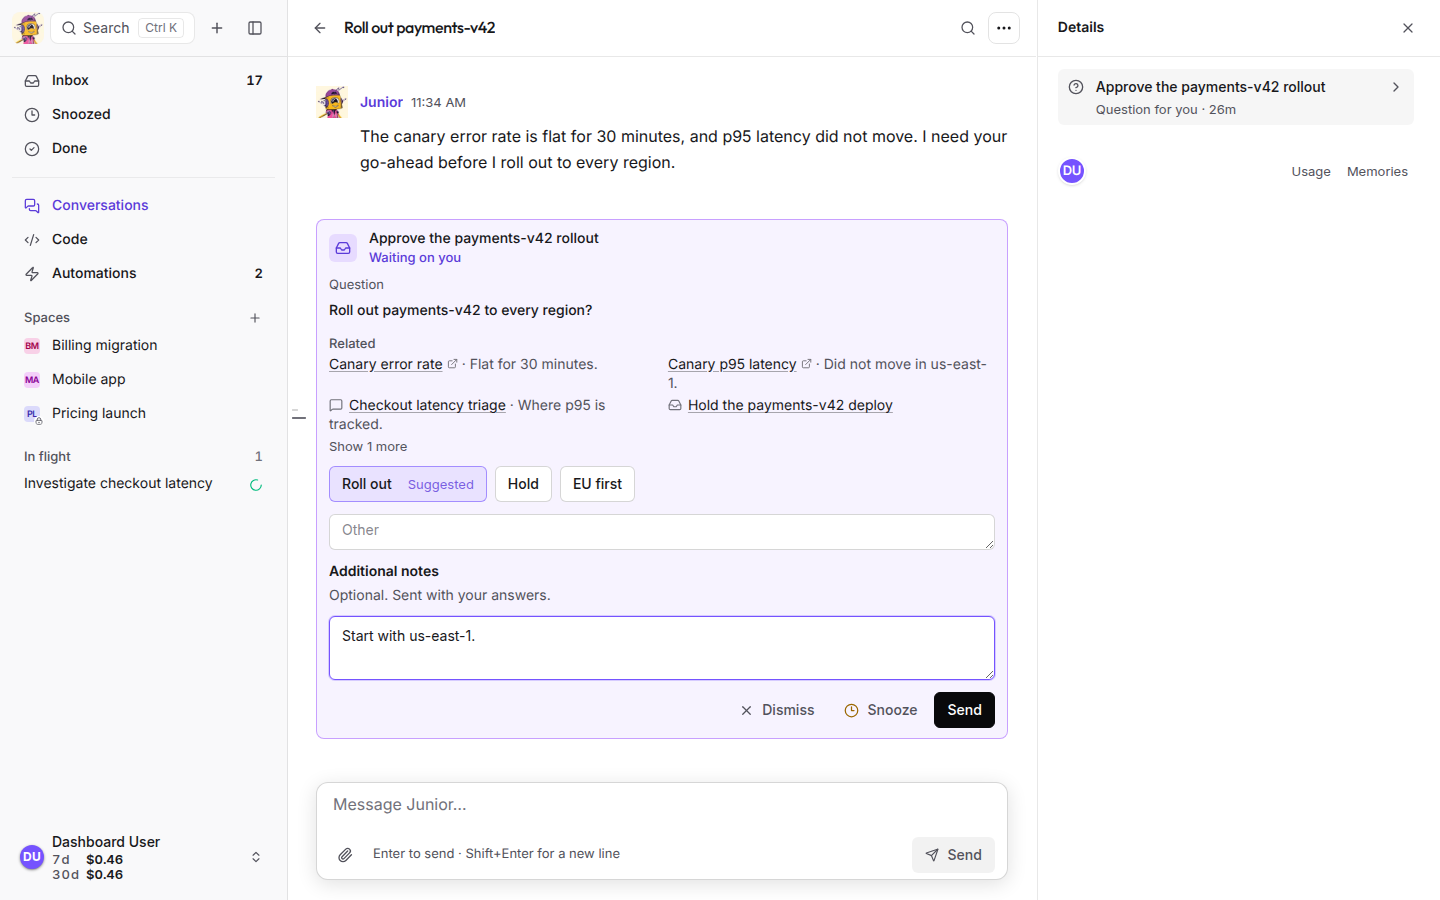 Search Ctrl K
Inbox 17
Snoozed
Done
Conversations
Code
Automations 2
Spaces
BM Billing migration
MA Mobile app
PL Pricing launch
In flight 1
Investigate checkout latency
DU Dashboard User
7d $0.46
30d $0.46
Roll out payments-v42
Junior 11:34 AM
The canary error rate is flat for 30 minutes, and p95 latency did not move. I need your
go-ahead before I roll out to every region.
Approve the payments-v42 rollout
Waiting on you
Question
Roll out payments-v42 to every region?
Related
Canary error rate · Flat for 30 minutes.
Canary p95 latency · Did not move in us-east-
1.
Checkout latency triage · Where p95 is
tracked.
Hold the payments-v42 deploy
Show 1 more
Roll out Suggested Hold EU first
Other
Additional notes
Optional. Sent with your answers.
Start with us-east-1.
Dismiss Snooze Send
Message Junior...
Enter to send · Shift+Enter for a new line Send
Details
Approve the payments-v42 rollout
Question for you · 26m
DU Usage Memories